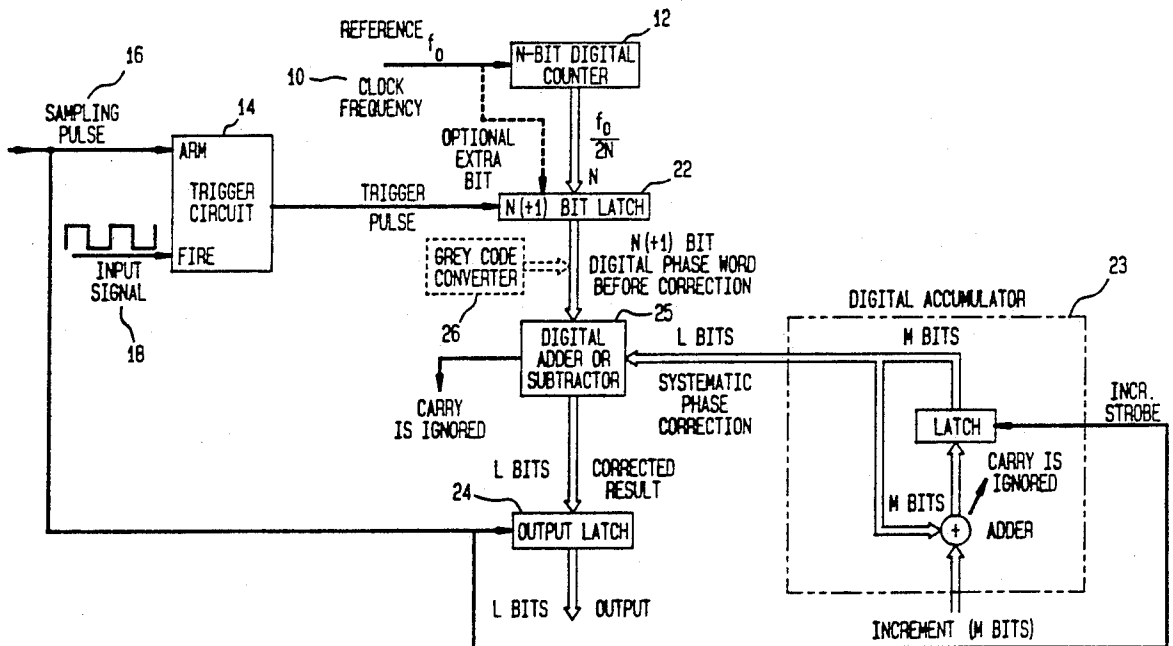 REFERENCE
f0
10
CLOCK
FREQUENCY
12
N-BIT DIGITAL
COUNTER
16
SAMPLING
PULSE
14
ARM
TRIGGER
CIRCUIT
FIRE
INPUT
SIGNAL
18
OPTIONAL
EXTRA
BIT
f0
2N
N
22
TRIGGER
PULSE
N(+1) BIT LATCH
GREY CODE
CONVERTER
26
N(+1) BIT
DIGITAL PHASE WORD
BEFORE CORRECTION
25
DIGITAL
ADDER OR
SUBTRACTOR
CARRY
IS IGNORED
L BITS
SYSTEMATIC
PHASE
CORRECTION
DIGITAL ACCUMULATOR
23
M BITS
INCR.
STROBE
LATCH
CARRY IS
IGNORED
M BITS
+
ADDER
INCREMENT (M BITS)
L BITS
CORRECTED
RESULT
24
OUTPUT LATCH
L BITS
OUTPUT